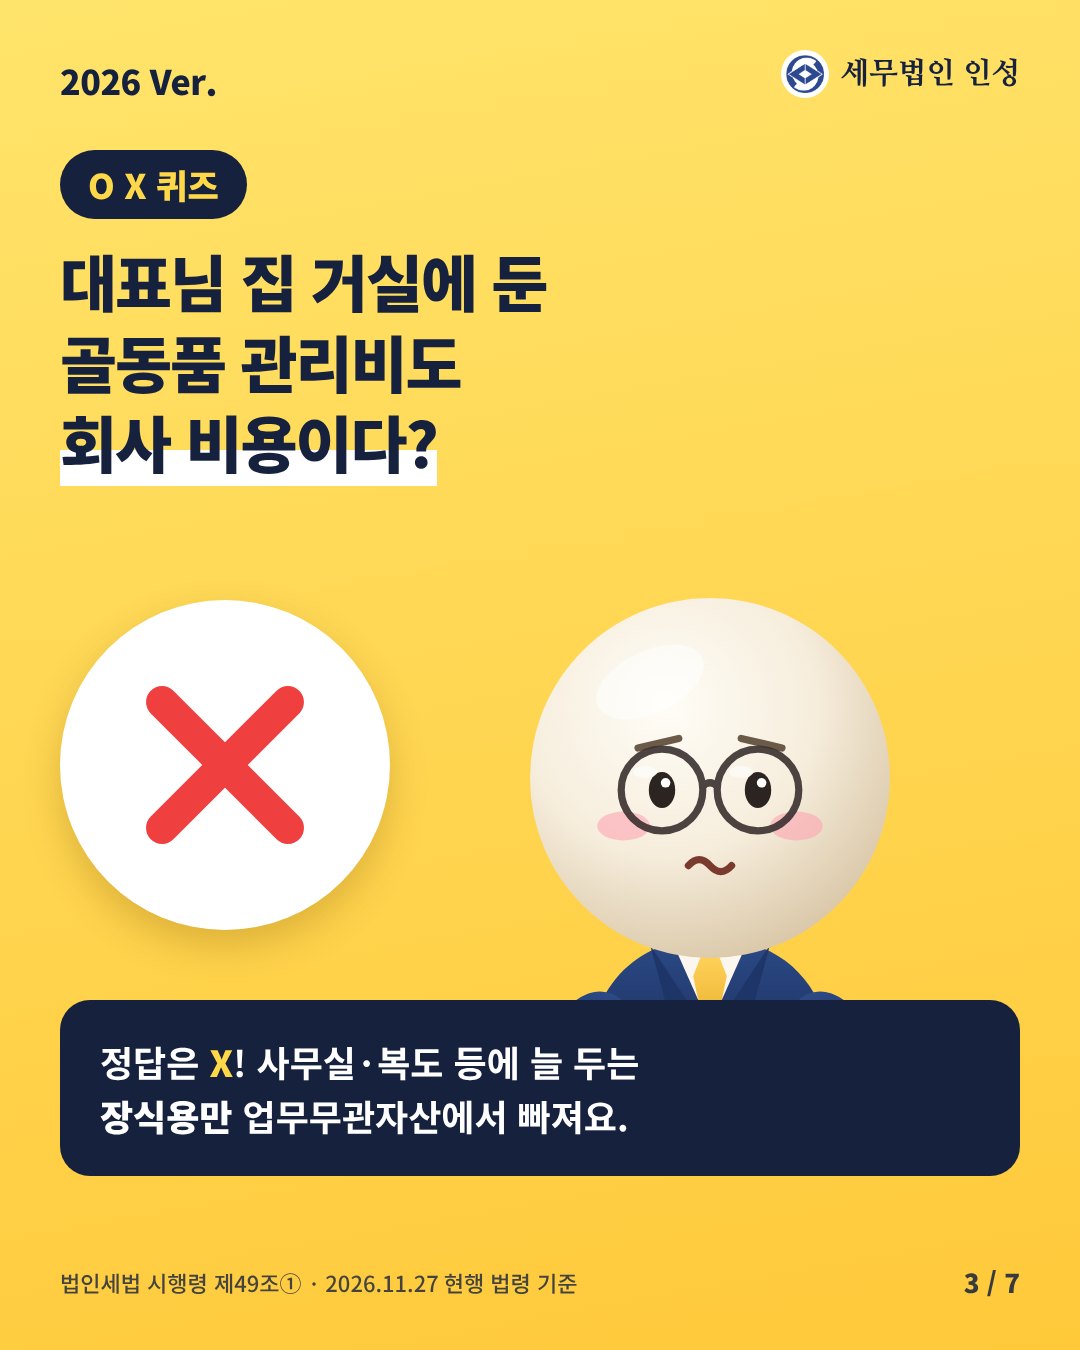 2026 Ver.
세무법인 인성
O X 퀴즈
대표님 집 거실에 둔
골동품 관리비도
회사 비용이다?
정답은 X! 사무실·복도 등에 늘 두는
장식용만 업무무관자산에서 빠져요.
법인세법 시행령 제49조① · 2026.11.27 현행 법령 기준
3 / 7